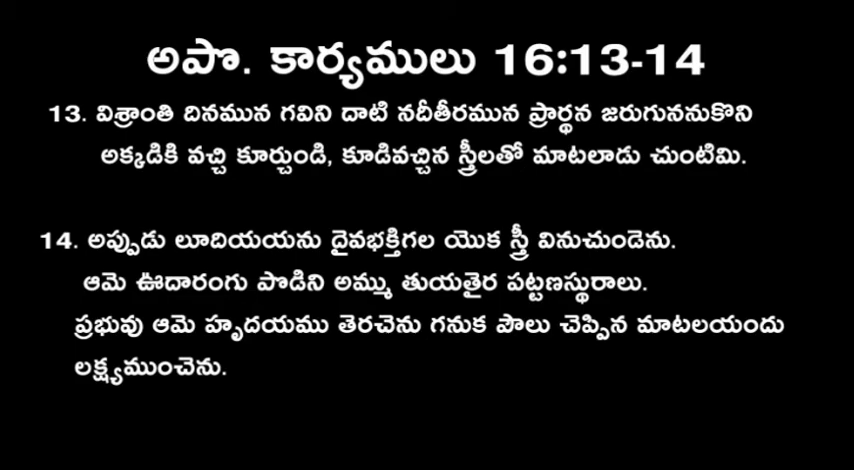 అపొ. కార్యములు 16:13-14
13. విశ్రాంతి దినమున గవిని దాటి నదీతీరమున ప్రార్థన జరుగుననుకొని
అక్కడికి వచ్చి కూర్చుండి, కూడివచ్చిన స్త్రీలతో మాటలాడు చుంటిమి.
14. అప్పుడు లూదియయను దైవభక్తిగల యొక స్త్రీ వినుచుండెను.
ఆమె ఊదారంగు పొడిని అమ్ము తుయతైర పట్టణస్థురాలు.
ప్రభువు ఆమె హృదయము తెరచెను గనుక పౌలు చెప్పిన మాటలయందు
లక్ష్యముంచెను.